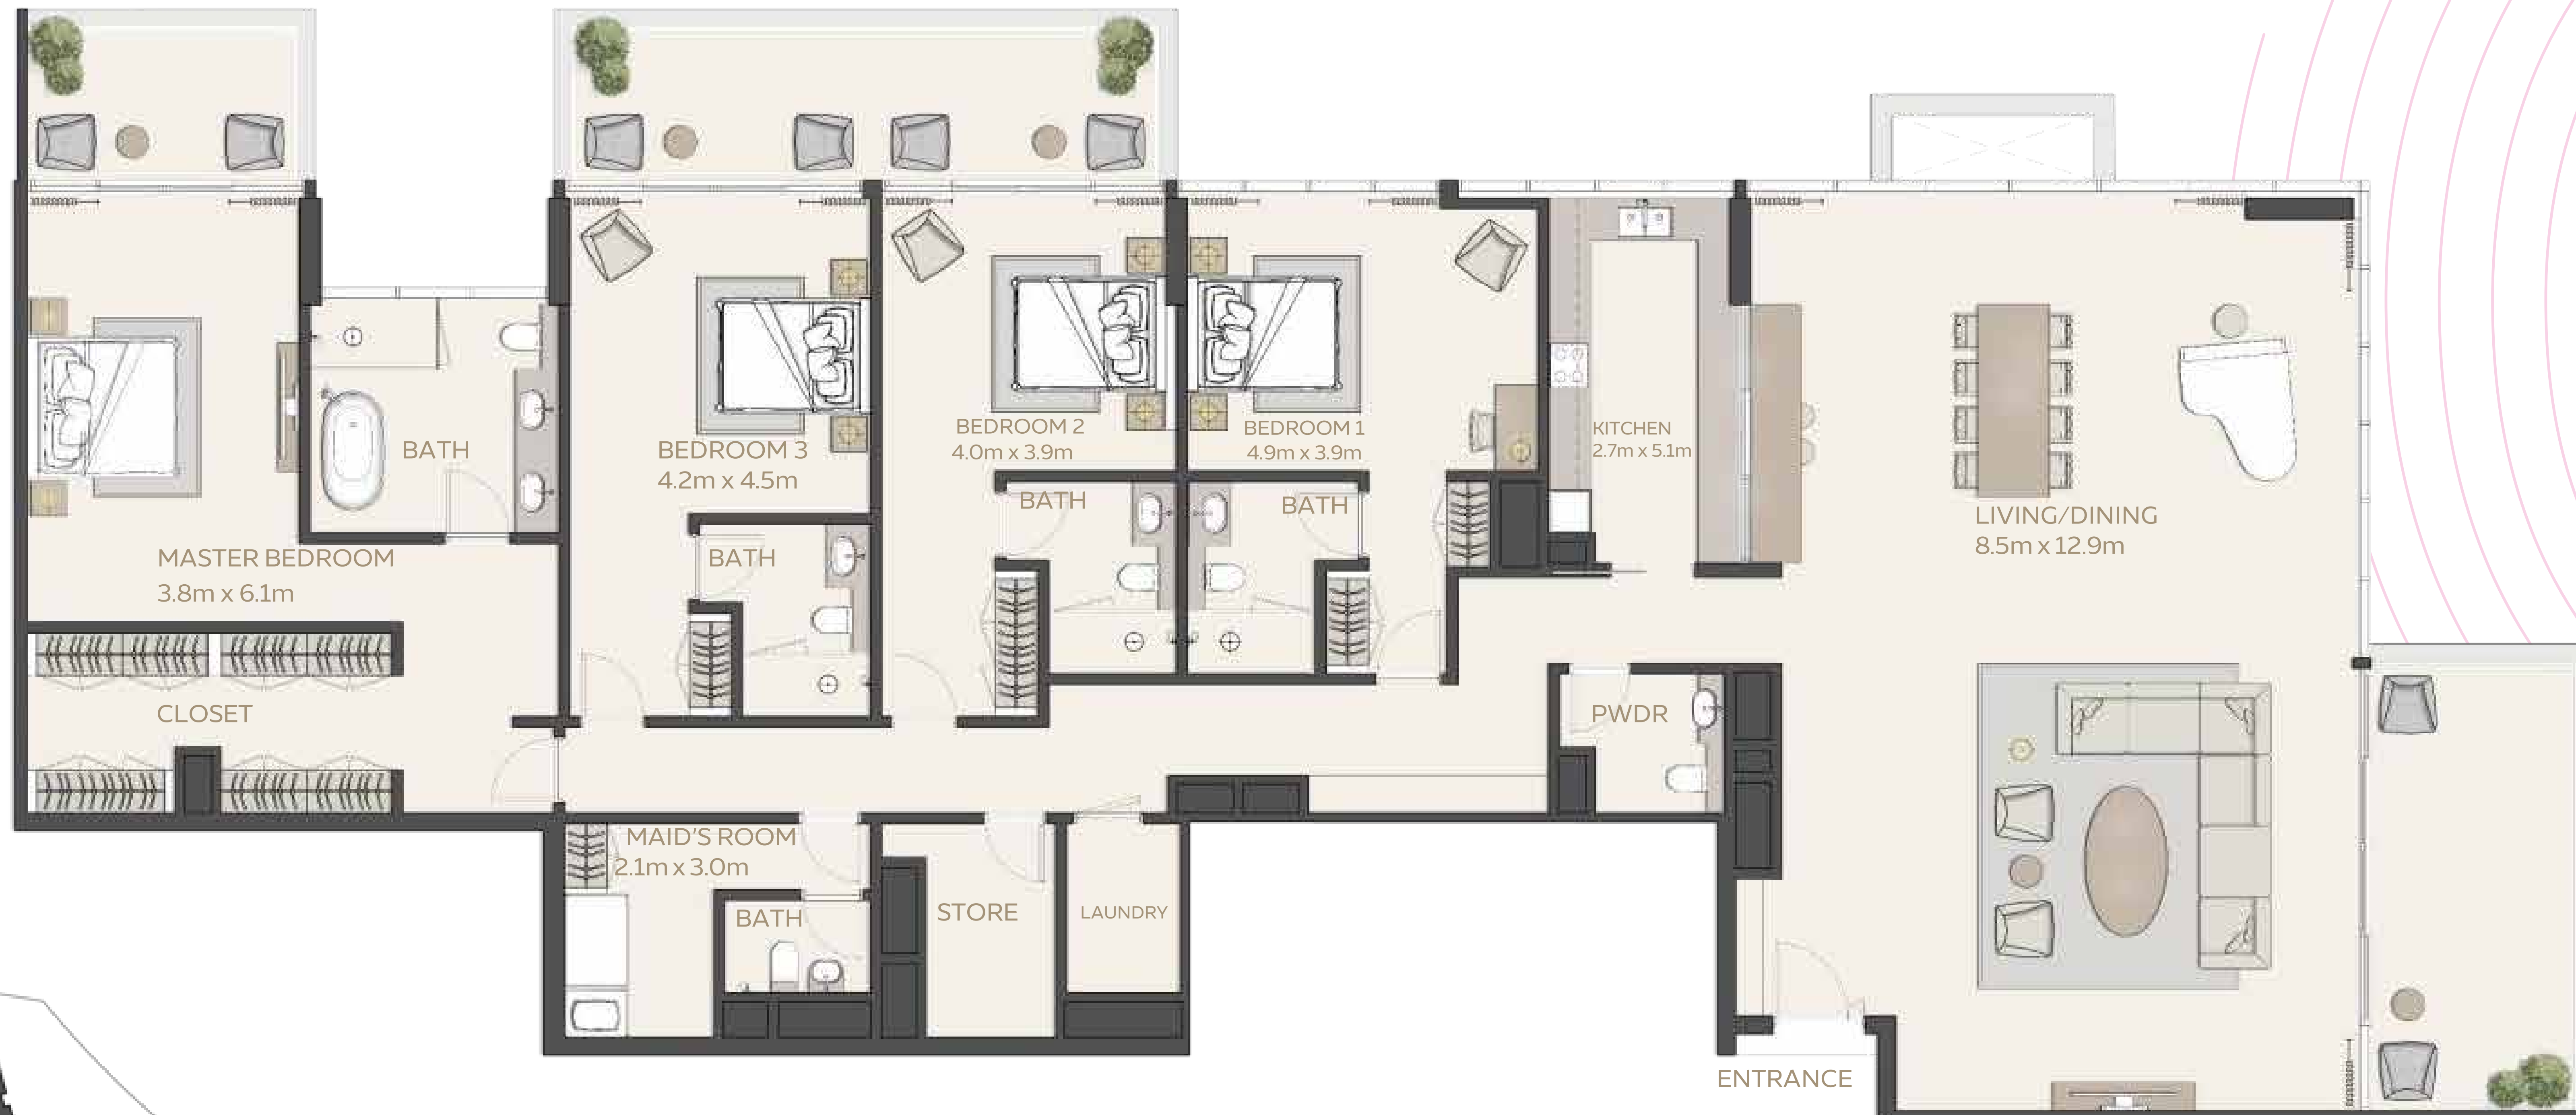 BATH
MASTER BEDROOM
3.8m x 6.1m
CLOSET
BEDROOM 3
4.2m x 4.5m
BATH
BEDROOM 2
4.0m x 3.9m
BATH
BEDROOM 1
4.9m x 3.9m
BATH
KITCHEN
2.7m x 5.1m
LIVING/DINING
8.5m x 12.9m
PWDR
MAID'S ROOM
2.1m x 3.0m
BATH
STORE
LAUNDRY
ENTRANCE